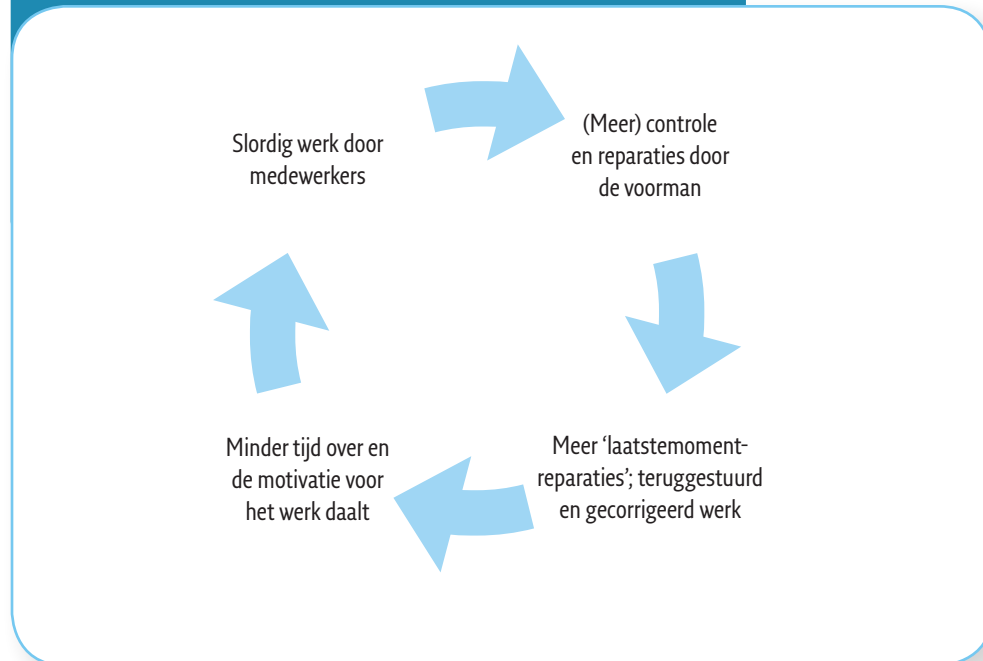 Slordig werk door
medewerkers
(Meer) controle
en reparaties door
de voorman
Meer ‘laatstemoment-
reparaties’; teruggestuurd
en gecorrigeerd werk
Minder tijd over en
de motivatie voor
het werk daalt